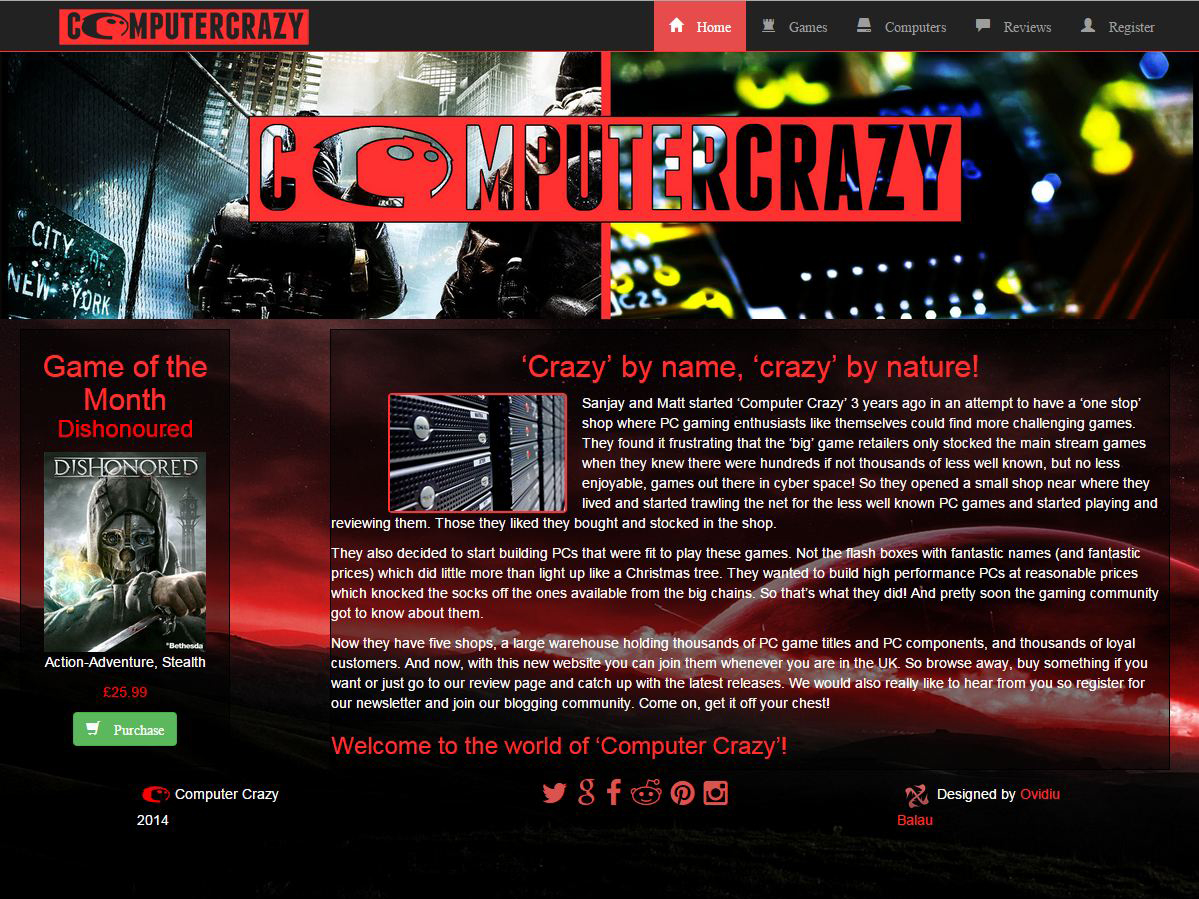 COMPUTERCRAZY
Home
Games
Computers
Reviews
Register
CITY OF
NEW YORK
COMPUTERCRAZY
C25
Game of the
Month
Dishonoured
DISHONORED
Bethesda
Action-Adventure, Stealth
£25.99
Purchase
‘Crazy’ by name, ‘crazy’ by nature!
Sanjay and Matt started ‘Computer Crazy’ 3 years ago in an attempt to have a ‘one stop’
shop where PC gaming enthusiasts like themselves could find more challenging games.
They found it frustrating that the ‘big’ game retailers only stocked the main stream games
when they knew there were hundreds if not thousands of less well known, but no less
enjoyable, games out there in cyber space! So they opened a small shop near where they
lived and started trawling the net for the less well known PC games and started playing and
reviewing them. Those they liked they bought and stocked in the shop.
They also decided to start building PCs that were fit to play these games. Not the flash boxes with fantastic names (and fantastic
prices) which did little more than light up like a Christmas tree. They wanted to build high performance PCs at reasonable prices
which knocked the socks off the ones available from the big chains. So that’s what they did! And pretty soon the gaming community
got to know about them.
Now they have five shops, a large warehouse holding thousands of PC game titles and PC components, and thousands of loyal
customers. And now, with this new website you can join them whenever you are in the UK. So browse away, buy something if you
want or just go to our review page and catch up with the latest releases. We would also really like to hear from you so register for
our newsletter and join our blogging community. Come on, get it off your chest!
Welcome to the world of ‘Computer Crazy’!
Computer Crazy
2014
Designed by Ovidiu
Balau